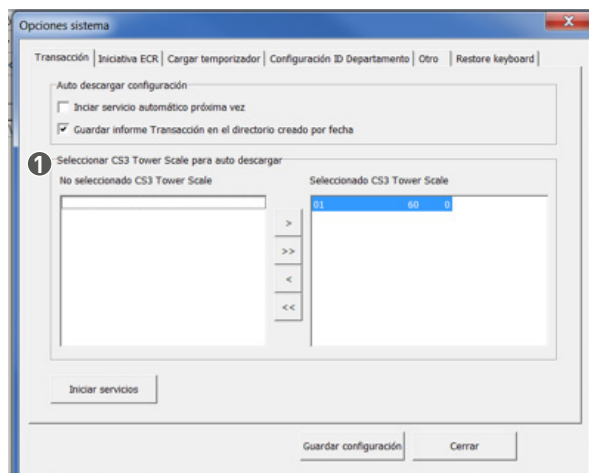 Opciones sistema
Transacción Iniciativa ECR Cargar temporizador Configuración ID Departamento Otro Restore keyboard
Auto descargar configuración
Inciar servicio automático próxima vez
Guardar informe Transacción en el directorio creado por fecha
1 Seleccionar CS3 Tower Scale para auto descargar
No seleccionado CS3 Tower Scale Seleccionado CS3 Tower Scale
01 60 0
>
>>
<
<<
Iniciar servicios
Guardar configuración Cerrar